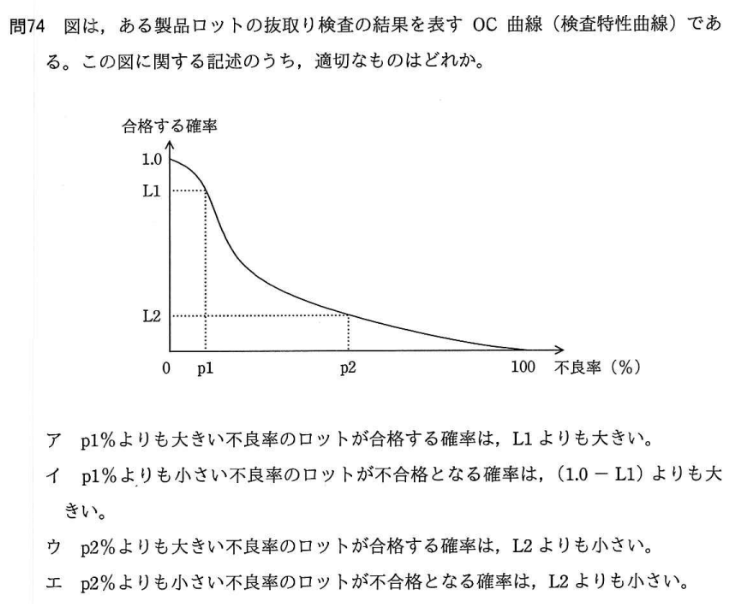 問74 図は，ある製品ロットの抜取り検査の結果を表す OC 曲線（検査特性曲線）であ
る。この図に関する記述のうち，適切なものはどれか。
合格する確率
1.0
L1
L2
0 p1 p2 100 不良率（％）
ア p1％よりも大きい不良率のロットが合格する確率は，L1 よりも大きい。
イ p1％よりも小さい不良率のロットが不合格となる確率は，（1.0 － L1）よりも大
きい。
ウ p2％よりも大きい不良率のロットが合格する確率は，L2 よりも小さい。
エ p2％よりも小さい不良率のロットが不合格となる確率は，L2 よりも小さい。